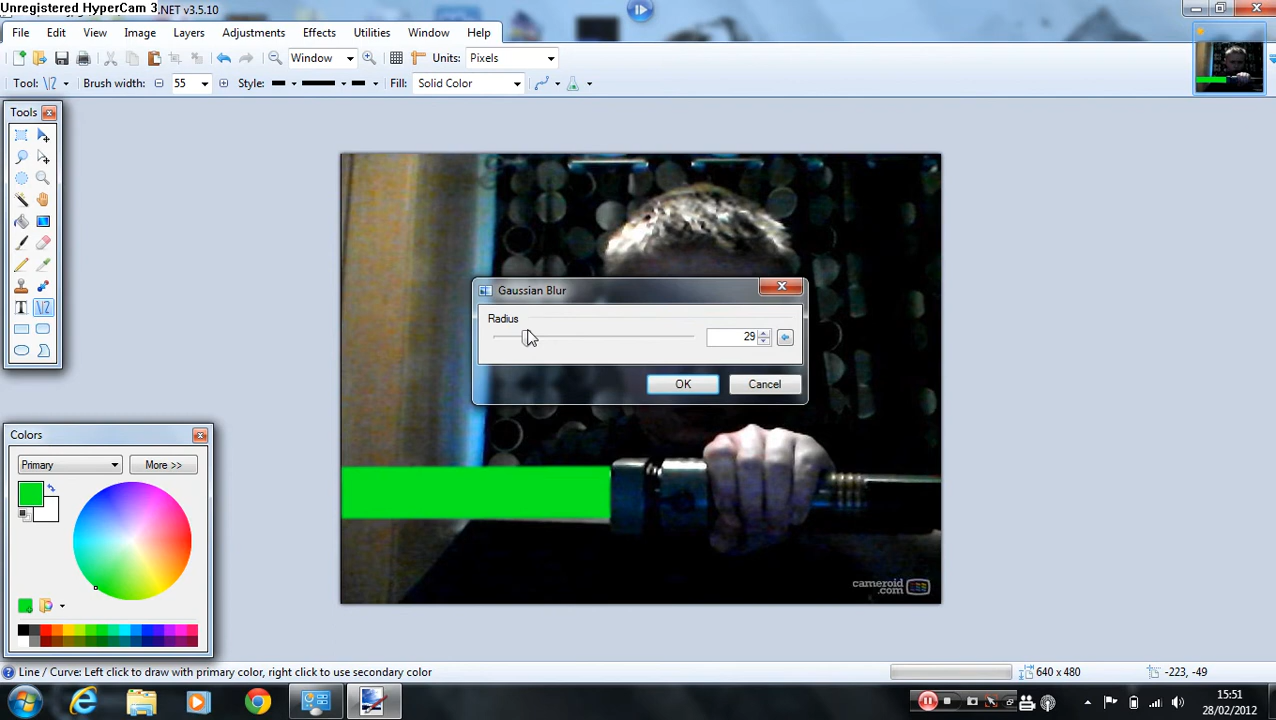 Unregistered HyperCam 3
.NET v3.5.10
File Edit View Image Layers Adjustments Effects Utilities Window Help
Window Units: Pixels
Tool: Brush width: 55 Style: Fill: Solid Color
Tools
Gaussian Blur
Radius
29
OK Cancel
Colors
Primary More >>
cameroid
.com
Line / Curve: Left click to draw with primary color, right click to use secondary color 640 x 480 -223, -49
15:51
28/02/2012